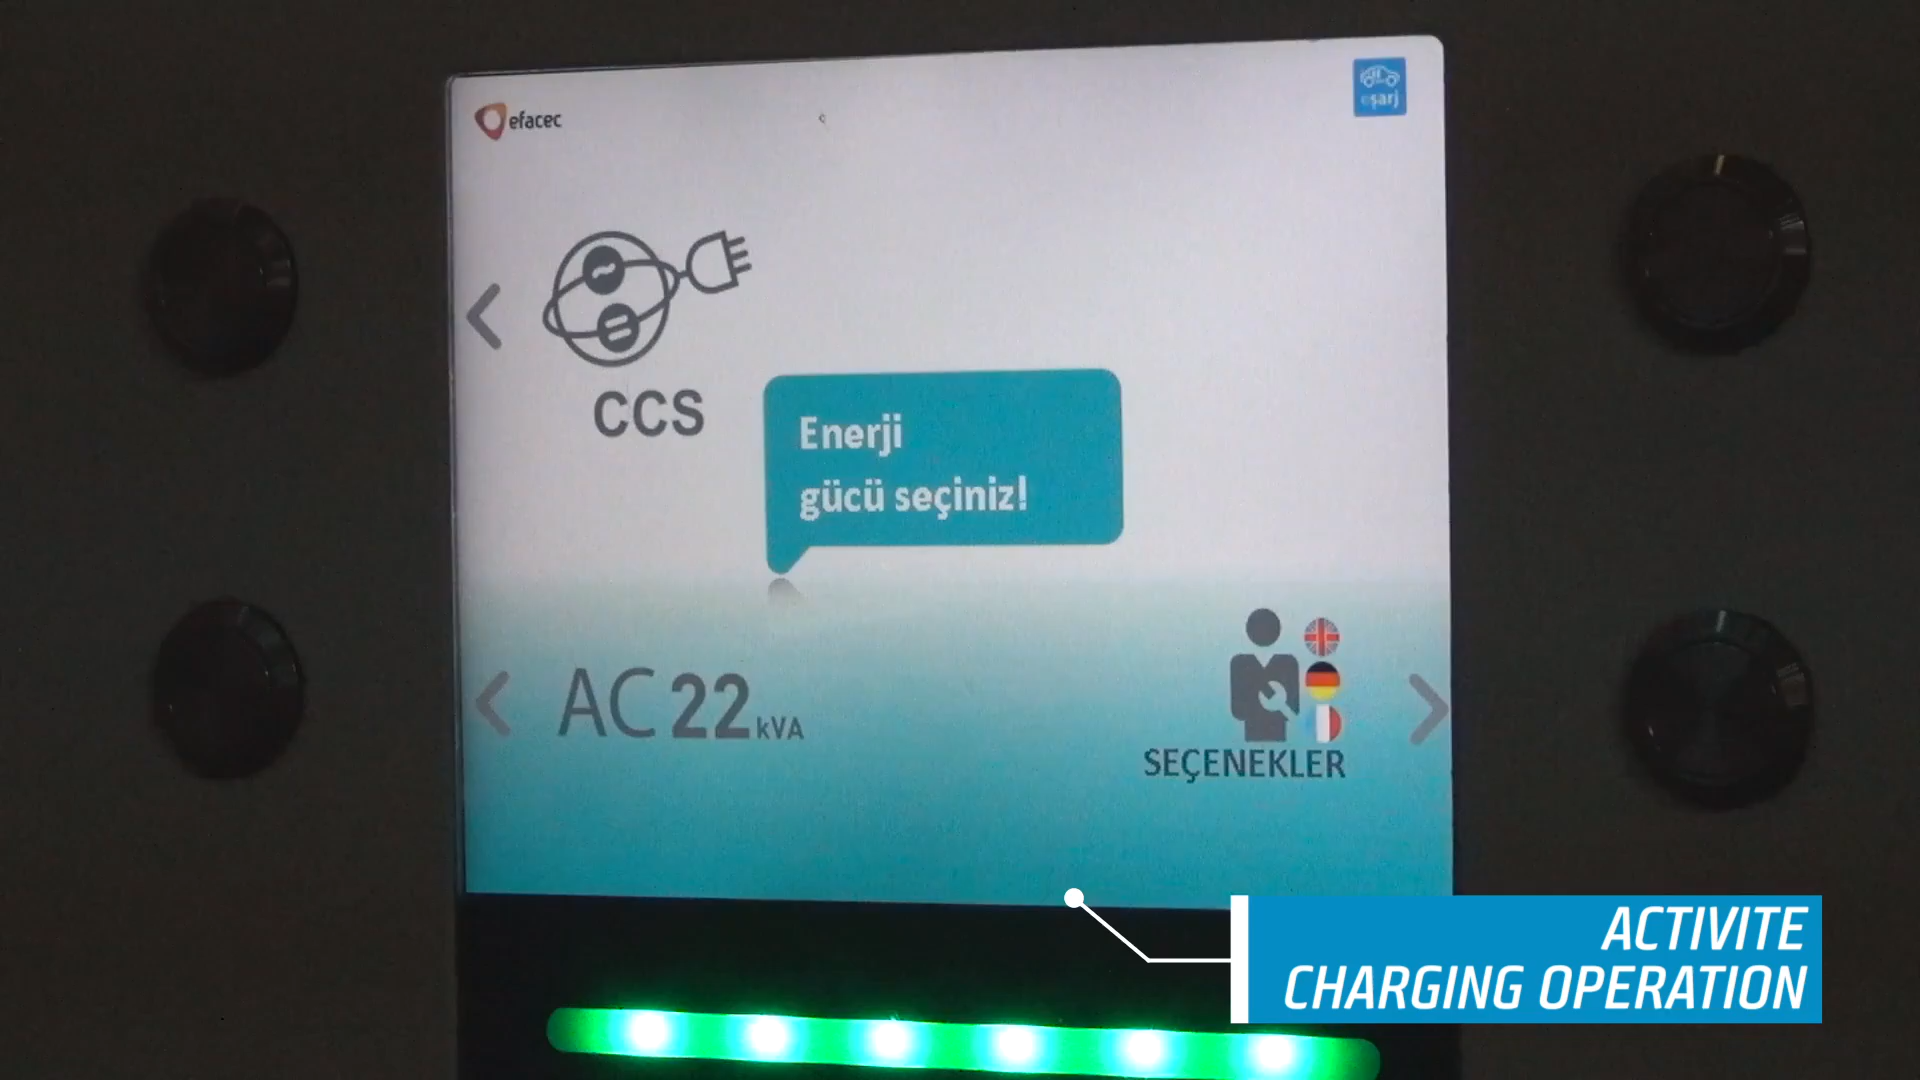 efacec
eşarj
CCS
Enerji
gücü seçiniz!
AC 22 kVA
SEÇENEKLER
ACTIVITE
CHARGING OPERATION